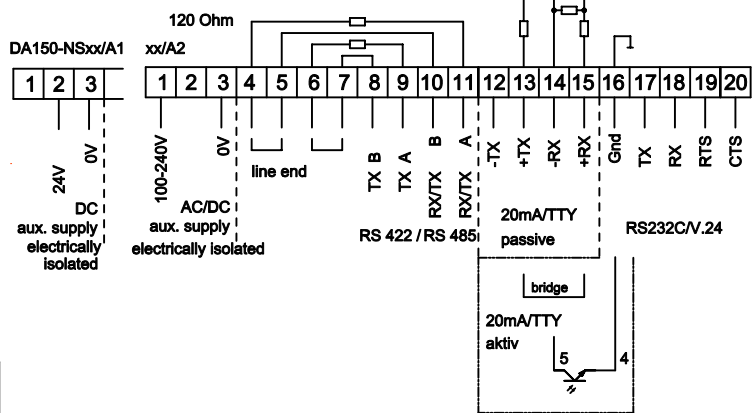 120 Ohm
DA150-NSxx/A1 xx/A2
1 2 3 1 2 3 4 5 6 7 8 9 10 11 12 13 14 15 16 17 18 19 20
24V
0V
100-240V
0V
line end
TX B
TX A
RX/TX B
RX/TX A
-TX
+TX
-RX
+RX
Gnd
TX
RX
RTS
CTS
DC
aux. supply
electrically
isolated
AC/DC
aux. supply
electrically isolated
RS 422 / RS 485
20mA/TTY
passive
RS232C/V.24
bridge
20mA/TTY
aktiv
5 4